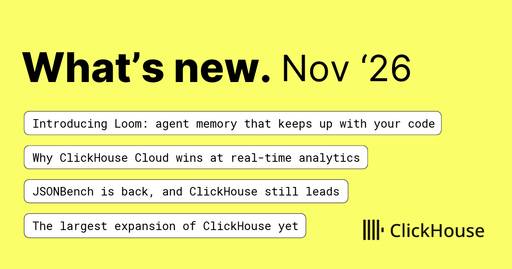 What's new. Nov ‘26
Introducing Loom: agent memory that keeps up with your code
Why ClickHouse Cloud wins at real-time analytics
JSONBench is back, and ClickHouse still leads
The largest expansion of ClickHouse yet
ClickHouse